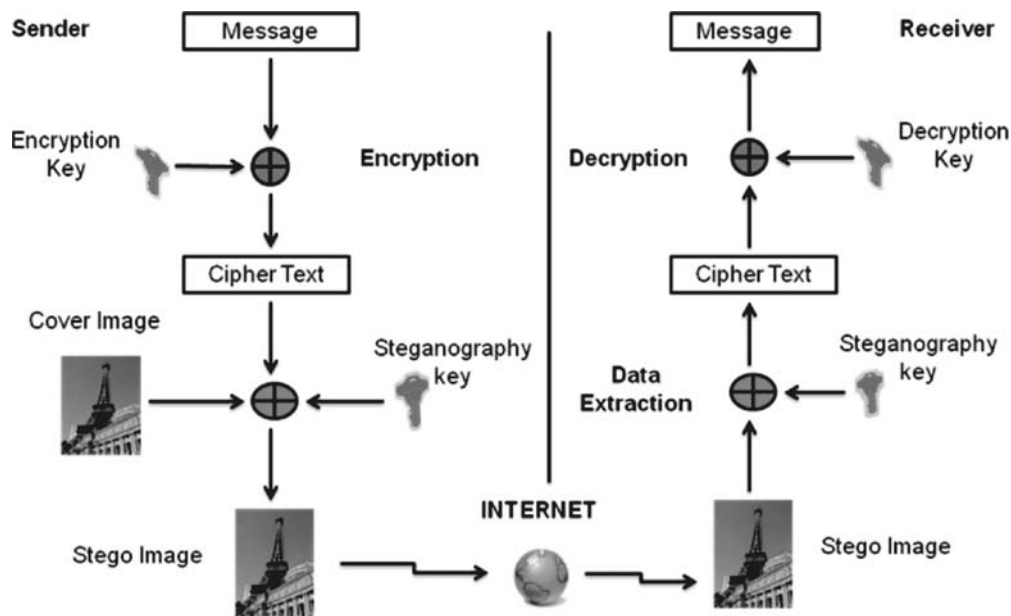 Sender
Message
Encryption
Key
Encryption
Cipher Text
Cover Image
Steganography
key
Stego Image
INTERNET
Message
Receiver
Decryption
Decryption
Key
Cipher Text
Data
Extraction
Steganography
key
Stego Image